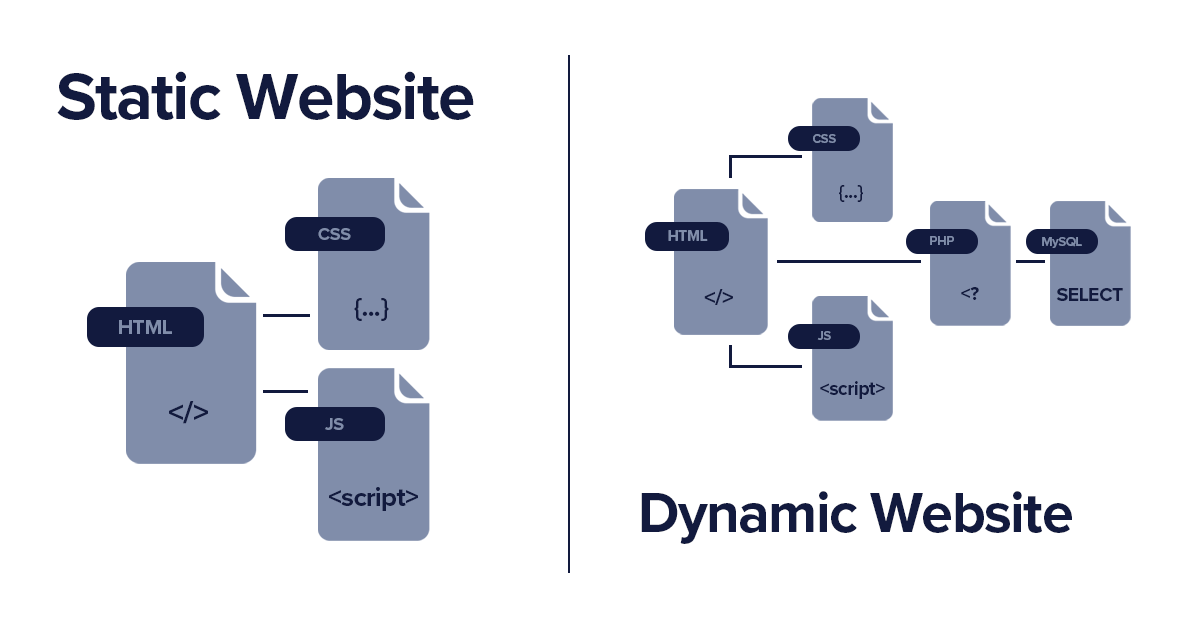 Static Website
CSS
{...}
HTML
</>
JS
<script>
CSS
{...}
HTML
</>
PHP
<?
MySQL
SELECT
JS
<script>
Dynamic Website